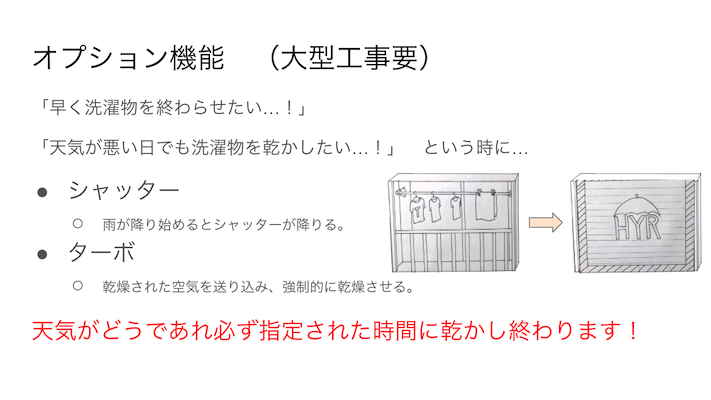 オプション機能　（大型工事要）
「早く洗濯物を終わらせたい…！」
「天気が悪い日でも洗濯物を乾かしたい…！」　という時に…
● シャッター
○ 雨が降り始めるとシャッターが降りる。
● ターボ
○ 乾燥された空気を送り込み、強制的に乾燥させる。
HYR
天気がどうであれ必ず指定された時間に乾かし終わります！